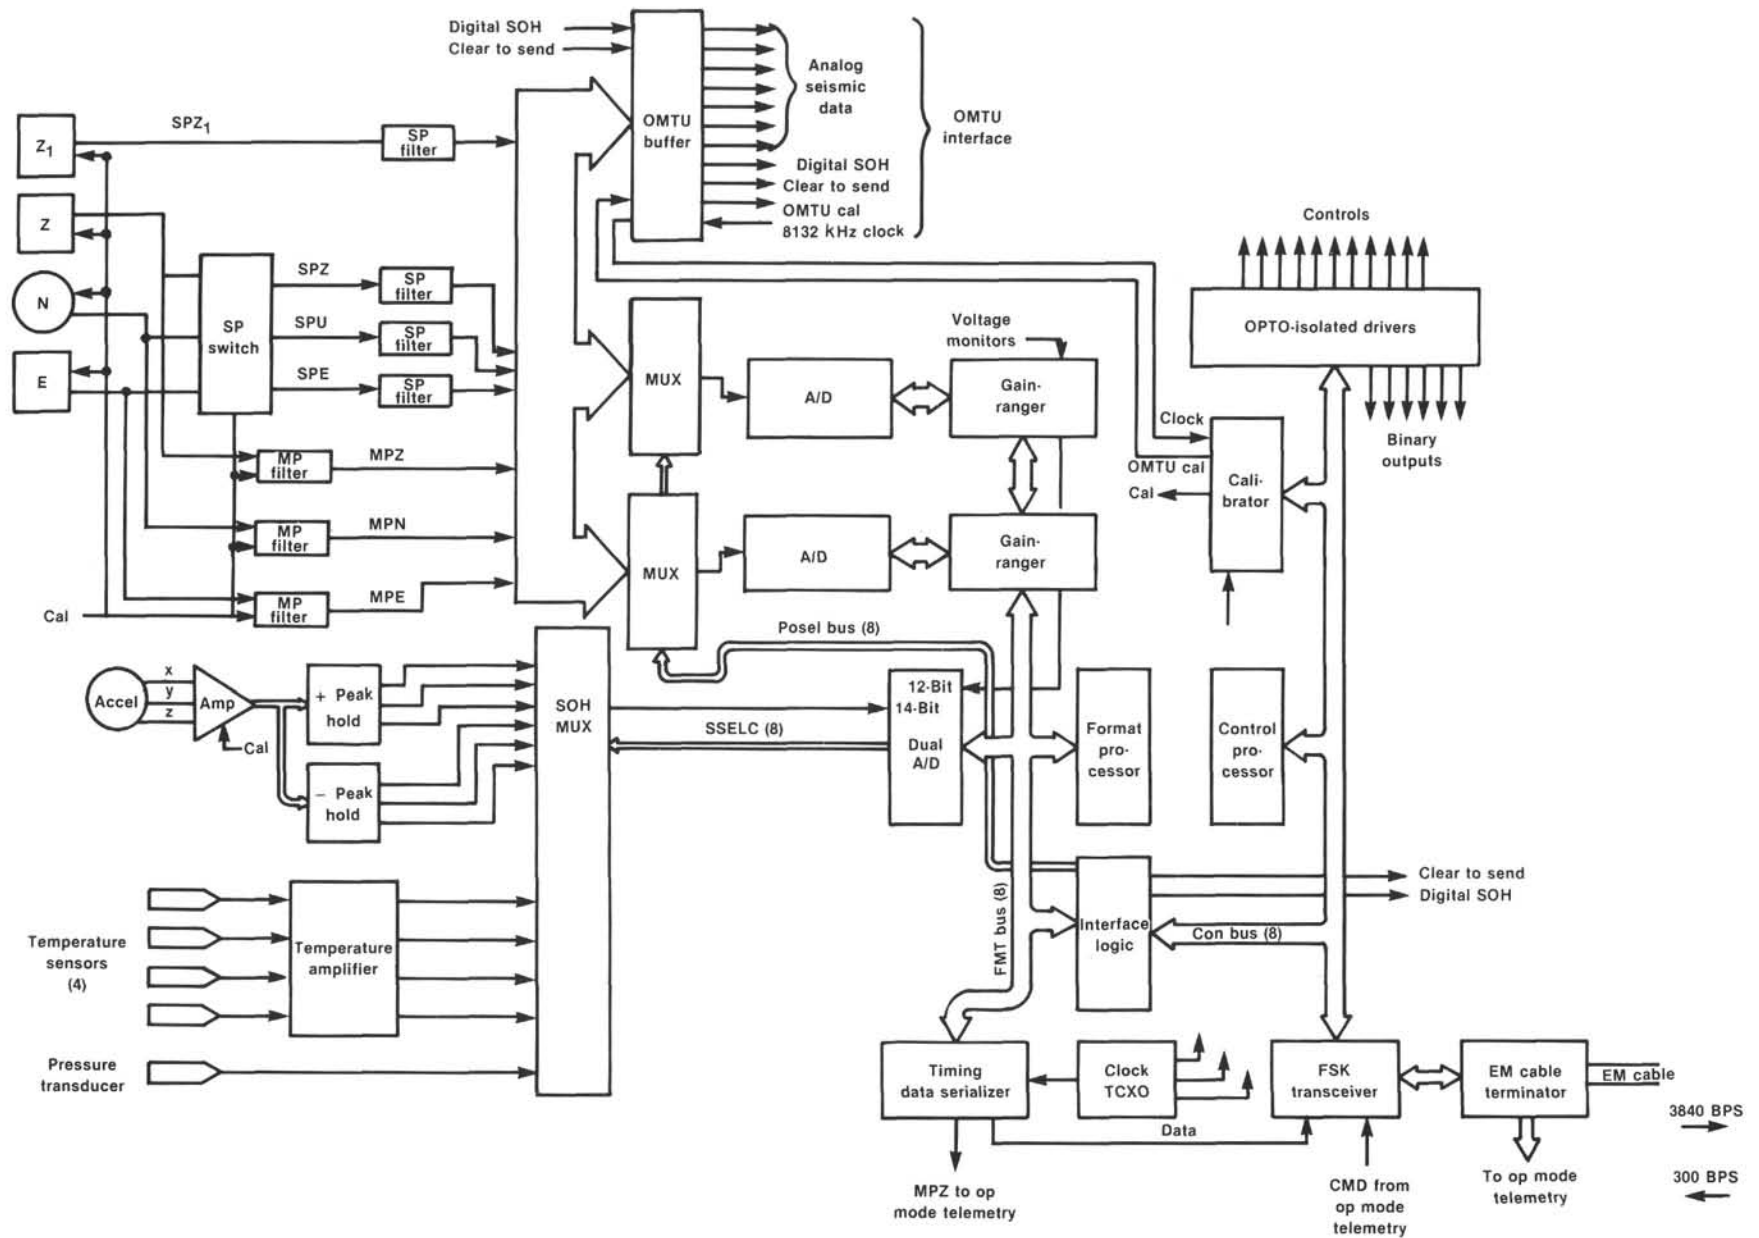 Digital SOH
Clear to send
OMTU
buffer
Analog
seismic
data
OMTU
interface
Digital SOH
Clear to send
OMTU cal
8132 kHz clock
Z1
SPZ1
SP
filter
Z
N
E
SP
switch
SPZ
SP
filter
SPU
SP
filter
SPE
SP
filter
MP
filter
MPZ
MP
filter
MPN
MP
filter
MPE
Cal
MUX
A/D
Voltage
monitors
Gain-
ranger
MUX
A/D
Gain-
ranger
Controls
OPTO-isolated drivers
Binary
outputs
Clock
OMTU cal
Cal
Cali-
brator
Accel
x
y
z
Amp
Cal
+ Peak
hold
− Peak
hold
SOH
MUX
Posel bus (8)
SSELC (8)
12-Bit
14-Bit
Dual
A/D
Format
pro-
cessor
Control
pro-
cessor
Temperature
sensors
(4)
Temperature
amplifier
Pressure
transducer
FMT bus (8)
Interface
logic
Con bus (8)
Clear to send
Digital SOH
Timing
data serializer
Clock
TCXO
FSK
transceiver
EM cable
terminator
EM cable
Data
MPZ to op
mode telemetry
CMD from
op mode
telemetry
To op mode
telemetry
3840 BPS
300 BPS